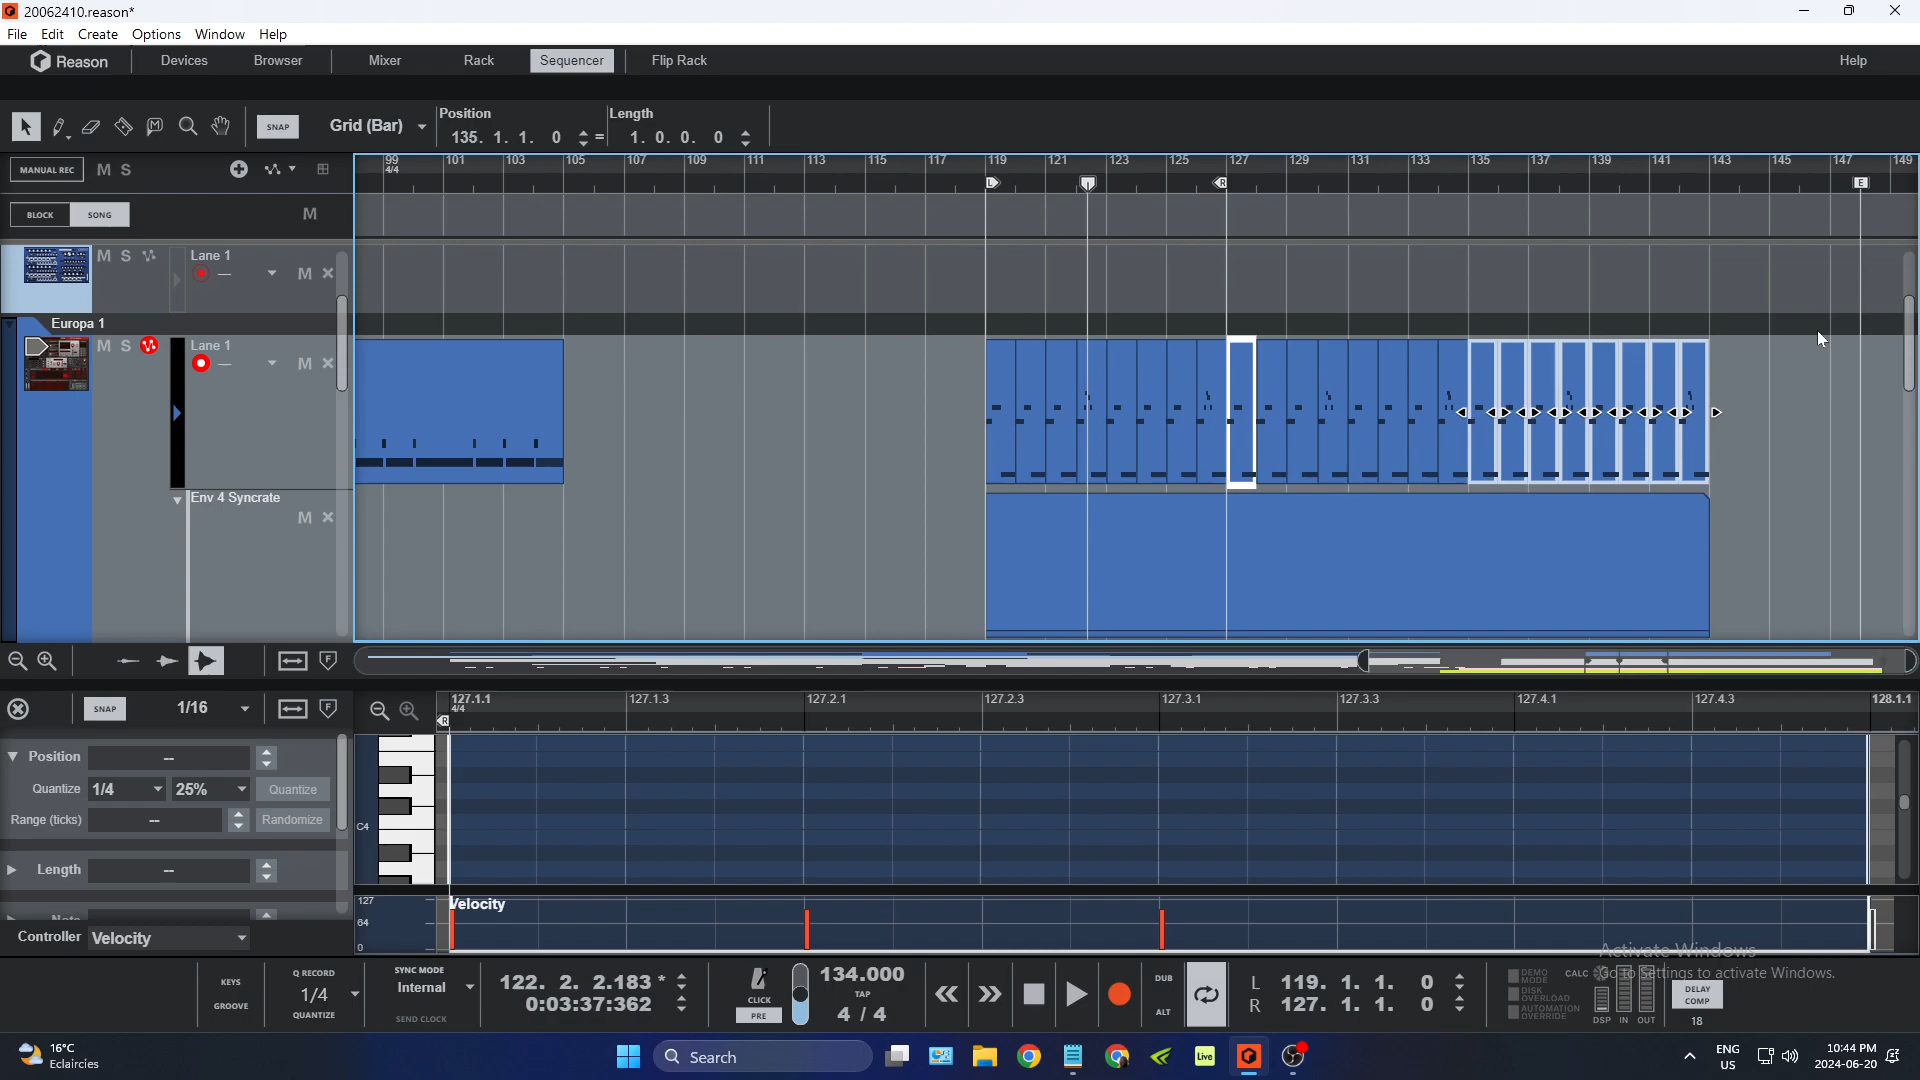 20062410.reason*
File Edit Create Options Window Help
Reason Devices Browser Mixer Rack Sequencer Flip Rack Help
SNAP Grid (Bar) Position 135. 1. 1. 0 = Length 1. 0. 0. 0
MANUAL REC M S
99 101 103 105 107 109 111 113 115 117 119 121 123 125 127 129 131 133 135 137 139 141 143 145 147 149
4/4
L R E
BLOCK SONG M
M S Lane 1
M X
Europa 1
M S Lane 1
M X
Env 4 Syncrate
M X
F
SNAP 1/16 F
127.1.1 127.1.3 127.2.1 127.2.3 127.3.1 127.3.3 127.4.1 127.4.3 128.1.1
4/4
R
Position --
Quantize 1/4 25% Quantize
Range (ticks) -- Randomize
C4
Length --
Note
Controller Velocity
127 Velocity
64
0
Activate Windows
Go to Settings to activate Windows.
KEYS
GROOVE
Q RECORD
1/4
QUANTIZE
SYNC MODE
Internal
SEND CLOCK
122. 2. 2.183 *
0:03:37:362
CLICK
PRE
134.000
TAP
4 / 4
DUB
ALT
L 119. 1. 1. 0
R 127. 1. 1. 0
DEMO MODE
DISK OVERLOAD
AUTOMATION OVERRIDE
CALC
DSP IN OUT
DELAY COMP
18
16°C
Eclaircies
Search
Live
ENG
US
10:44 PM
2024-06-20